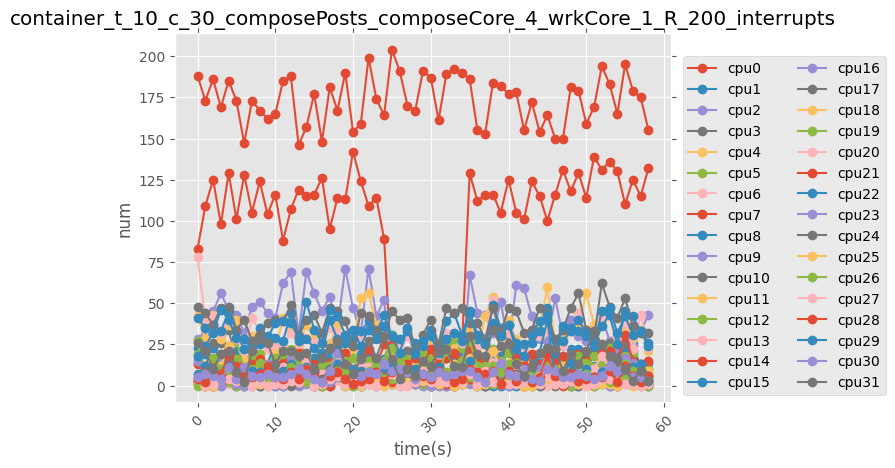 container_t_10_c_30_composePosts_composeCore_4_wrkCore_1_R_200_interrupts
200
175
150
125
100
75
50
25
0
num
0
10
20
30
40
50
60
time(s)
cpu0
cpu1
cpu2
cpu3
cpu4
cpu5
cpu6
cpu7
cpu8
cpu9
cpu10
cpu11
cpu12
cpu13
cpu14
cpu15
cpu16
cpu17
cpu18
cpu19
cpu20
cpu21
cpu22
cpu23
cpu24
cpu25
cpu26
cpu27
cpu28
cpu29
cpu30
cpu31